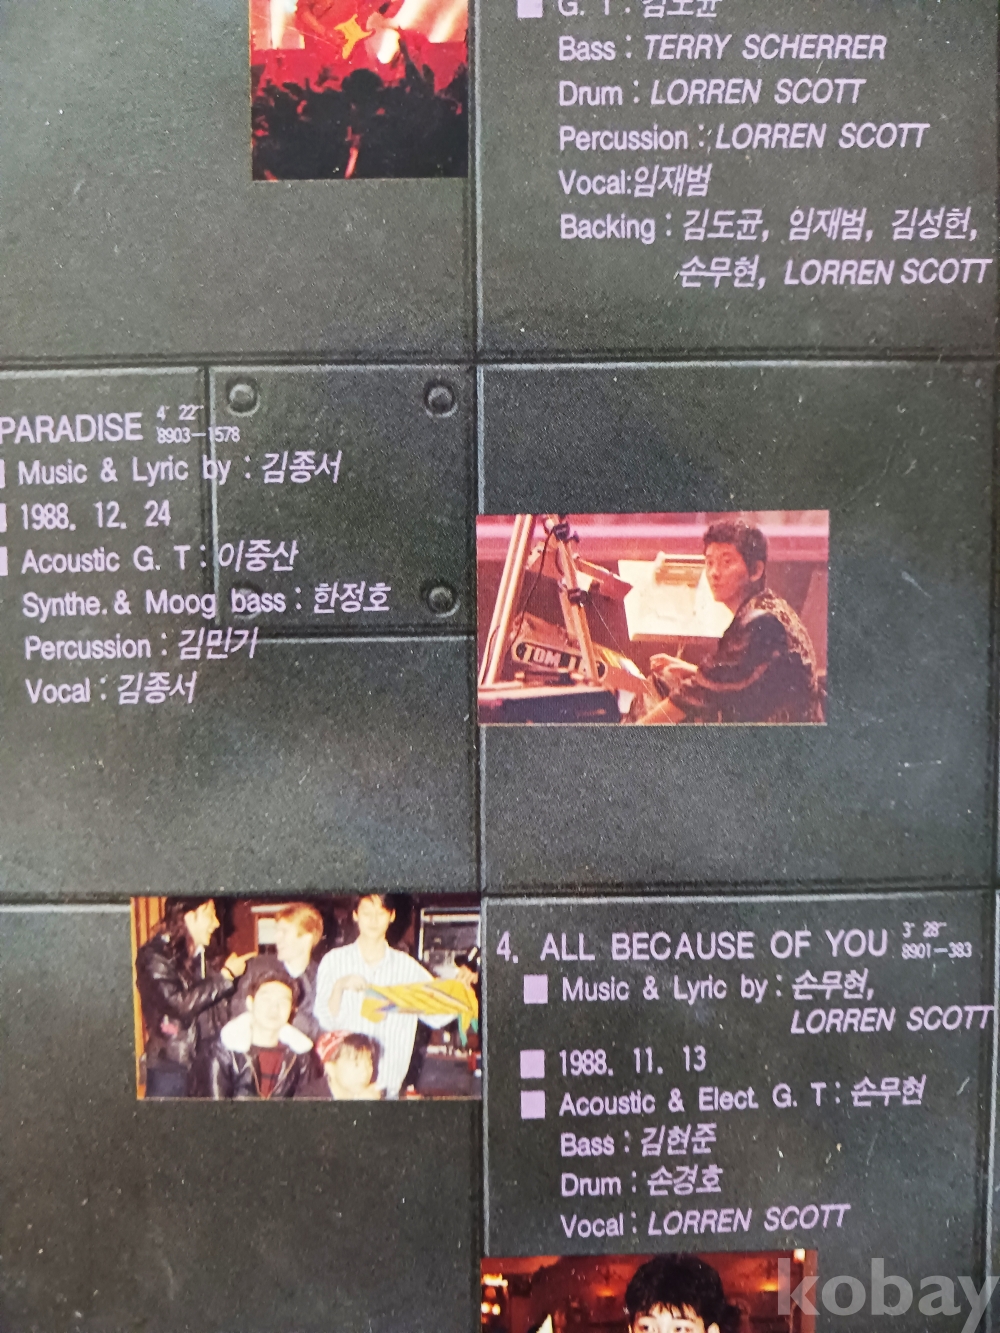 G. T : 김도균
Bass : TERRY SCHERRER
Drum : LORREN SCOTT
Percussion : LORREN SCOTT
Vocal:임재범
Backing : 김도균, 임재범, 김성헌,
손무현, LORREN SCOTT
PARADISE 4′ 22″
8903-1578
Music & Lyric by : 김종서
1988. 12. 24
Acoustic G. T : 이중산
Synthe. & Moog bass : 한정호
Percussion : 김민기
Vocal : 김종서
TOM
4. ALL BECAUSE OF YOU 3′ 28″
8901-383
Music & Lyric by : 손무현,
LORREN SCOTT
1988. 11. 13
Acoustic & Elect. G. T : 손무현
Bass : 김현준
Drum : 손경호
Vocal : LORREN SCOTT
kobay